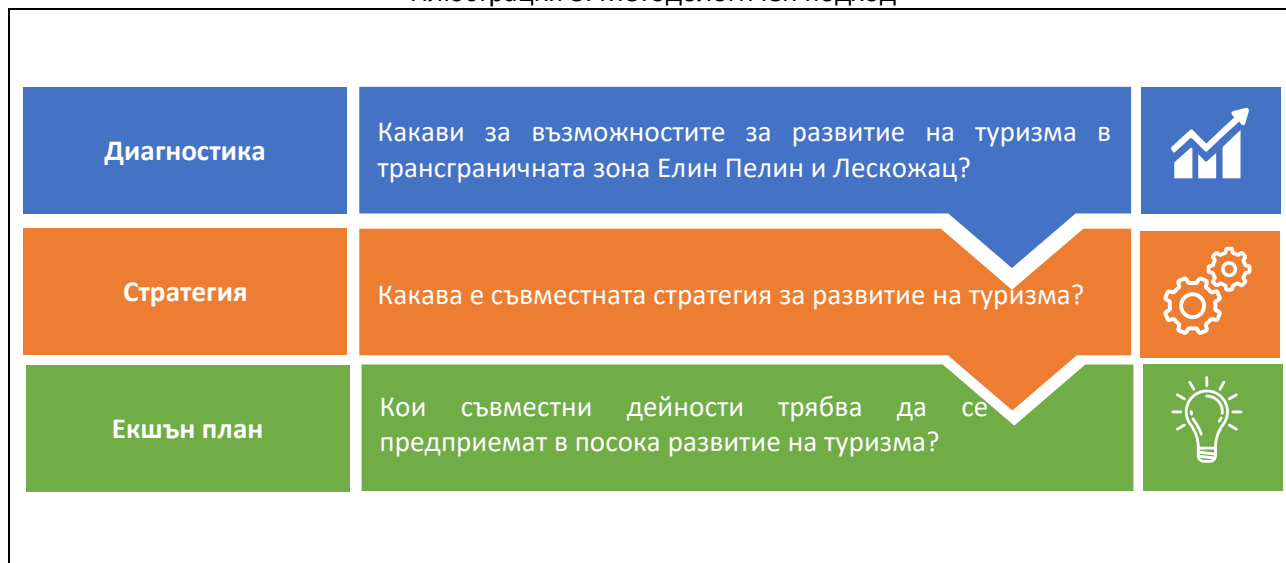 Диагностика
Какави за възможностите за развитие на туризма в
трансграничната зона Елин Пелин и Лескожац?
Стратегия
Какава е съвместната стратегия за развитие на туризма?
Екшън план
Кои съвместни дейности трябва да се
предприемат в посока развитие на туризма?